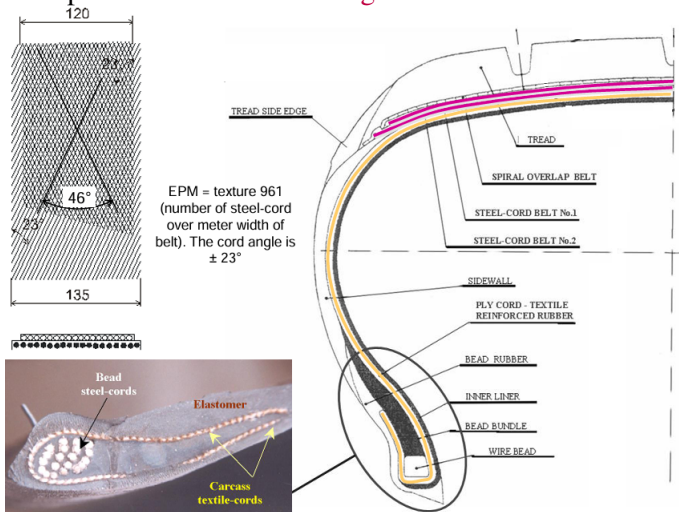 120
23°
46°
23°
135
EPM = texture 961
(number of steel-cord
over meter width of
belt). The cord angle is
± 23°
TREAD SIDE EDGE
TREAD
SPIRAL OVERLAP BELT
STEEL-CORD BELT No.1
STEEL-CORD BELT No.2
SIDEWALL
PLY CORD - TEXTILE
REINFORCED RUBBER
BEAD RUBBER
INNER LINER
BEAD BUNDLE
WIRE BEAD
Bead
steel-cords
Elastomer
Carcass
textile-cords